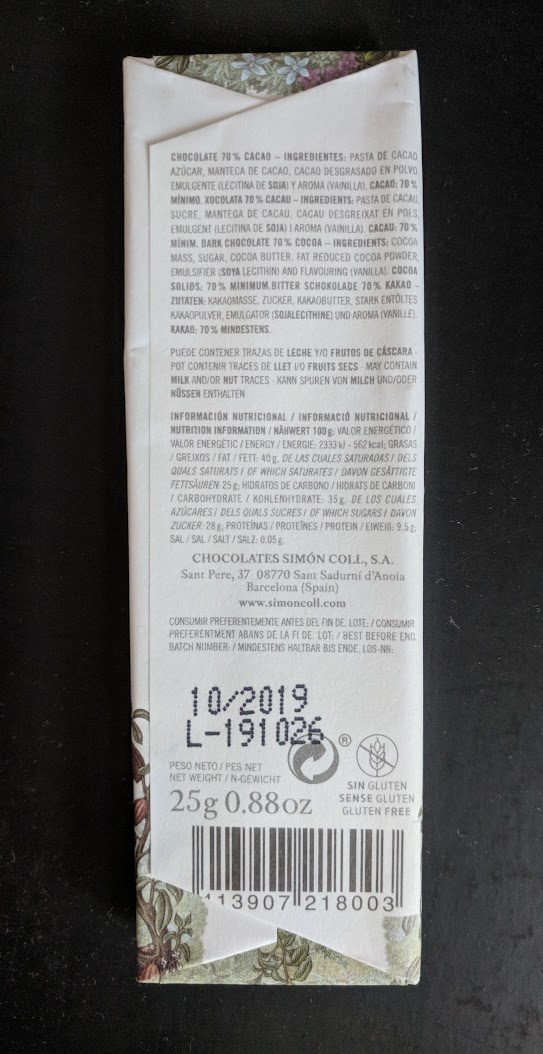 CHOCOLATE 70% CACAO – INGREDIENTES: PASTA DE CACAO
AZÚCAR, MANTECA DE CACAO, CACAO DESGRASADO EN POLVO,
EMULGENTE (LECITINA DE SOJA) Y AROMA (VAINILLA). CACAO: 70%
MÍNIMO. XOCOLATA 70% CACAU – INGREDIENTS: PASTA DE CACAU,
SUCRE, MANTEGA DE CACAU, CACAU DESGREIXAT EN POLS,
EMULGENT (LECITINA DE SOJA) I AROMA (VAINILLA). CACAU: 70%
MÍNIM. DARK CHOCOLATE 70% COCOA – INGREDIENTS: COCOA
MASS, SUGAR, COCOA BUTTER, FAT REDUCED COCOA POWDER,
EMULSIFIER (SOYA LECITHIN) AND FLAVOURING (VANILLA). COCOA
SOLIDS: 70% MINIMUM.BITTER SCHOKOLADE 70% KAKAO –
ZUTATEN: KAKAOMASSE, ZUCKER, KAKAOBUTTER, STARK ENTÖLTES
KAKAOPULVER, EMULGATOR (SOJALECITHINE) UND AROMA (VANILLE).
KAKAO: 70% MINDESTENS.
PUEDE CONTENER TRAZAS DE LECHE Y/O FRUTOS DE CÁSCARA -
POT CONTENIR TRACES DE LLET I/O FRUITS SECS - MAY CONTAIN
MILK AND/OR NUT TRACES - KANN SPUREN VON MILCH UND/ODER
NÜSSEN ENTHALTEN
INFORMACIÓN NUTRICIONAL / INFORMACIÓ NUTRICIONAL /
NUTRITION INFORMATION / NÄHWERT 100g: VALOR ENERGÉTICO /
VALOR ENERGÈTIC / ENERGY / ENERGIE: 2333 kJ - 562 kcal; GRASAS
/ GREIXOS / FAT / FETT: 40 g, DE LAS CUALES SATURADAS / DELS
QUALS SATURATS / OF WHICH SATURATES / DAVON GESÄTTIGTE
FETTSÄUREN: 25 g; HIDRATOS DE CARBONO / HIDRATS DE CARBONI
/ CARBOHYDRATE / KOHLENHYDRATE: 35 g, DE LOS CUALES
AZÚCARES / DELS QUALS SUCRES / OF WHICH SUGARS / DAVON
ZUCKER: 28 g; PROTEÍNAS / PROTEÏNES / PROTEIN / EIWEIß: 9.5 g;
SAL / SAL / SALT / SALZ: 0.05 g.
CHOCOLATES SIMÓN COLL, S.A.
Sant Pere, 37 08770 Sant Sadurní d'Anoia
Barcelona (Spain)
www.simoncoll.com
CONSUMIR PREFERENTEMENTE ANTES DEL FIN DE. LOTE: / CONSUMIR
PREFERENTMENT ABANS DE LA FI DE. LOT: / BEST BEFORE END.
BATCH NUMBER: / MINDESTENS HALTBAR BIS ENDE. LOS-NR:
10/2019
L-191026
®
PESO NETO / PES NET
NET WEIGHT / N-GEWICHT
25g 0.88oz
SIN GLUTEN
SENSE GLUTEN
GLUTEN FREE
113907 218003